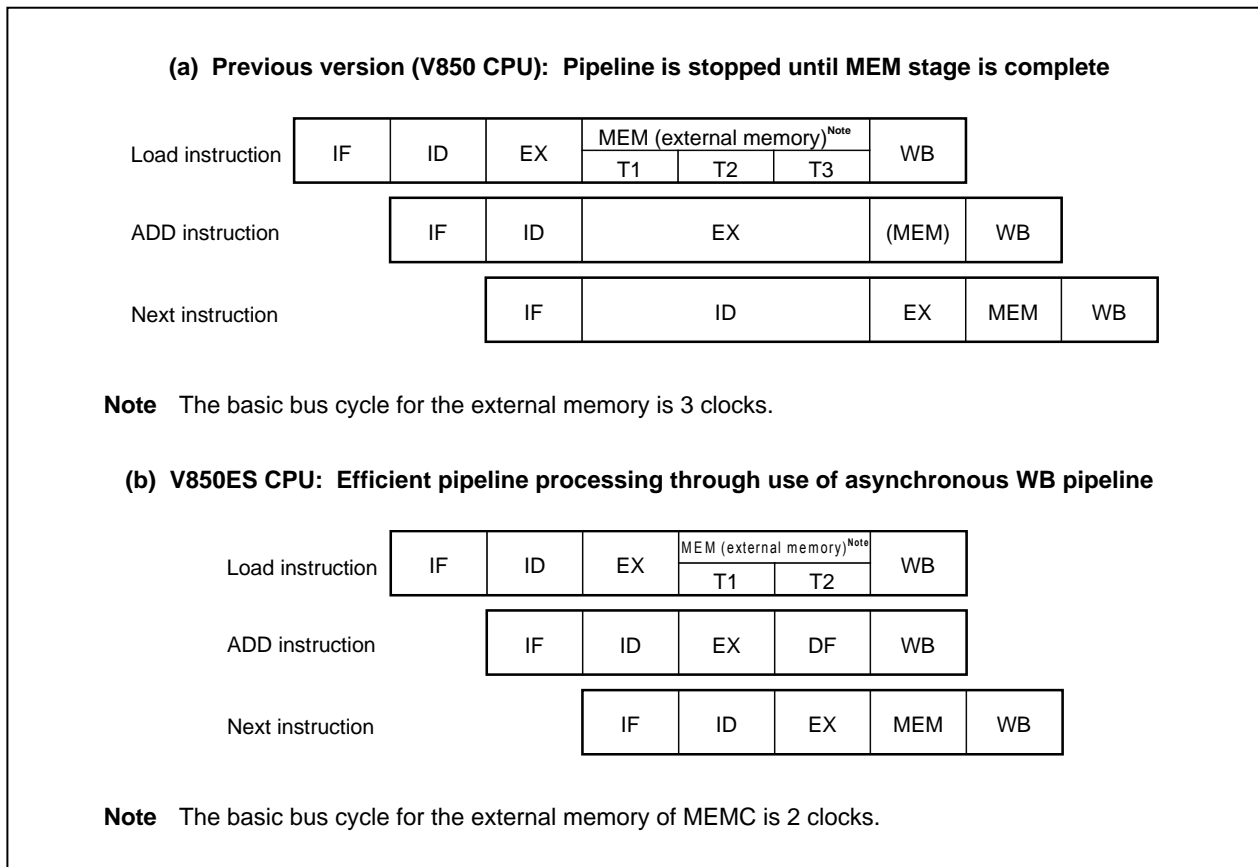 (a) Previous version (V850 CPU): Pipeline is stopped until MEM stage is complete
Load instruction IF ID EX MEM (external memory)Note WB
T1 T2 T3
ADD instruction IF ID EX (MEM) WB
Next instruction IF ID EX MEM WB
Note The basic bus cycle for the external memory is 3 clocks.
(b) V850ES CPU: Efficient pipeline processing through use of asynchronous WB pipeline
Load instruction IF ID EX MEM (external memory)Note WB
T1 T2
ADD instruction IF ID EX DF WB
Next instruction IF ID EX MEM WB
Note The basic bus cycle for the external memory of MEMC is 2 clocks.